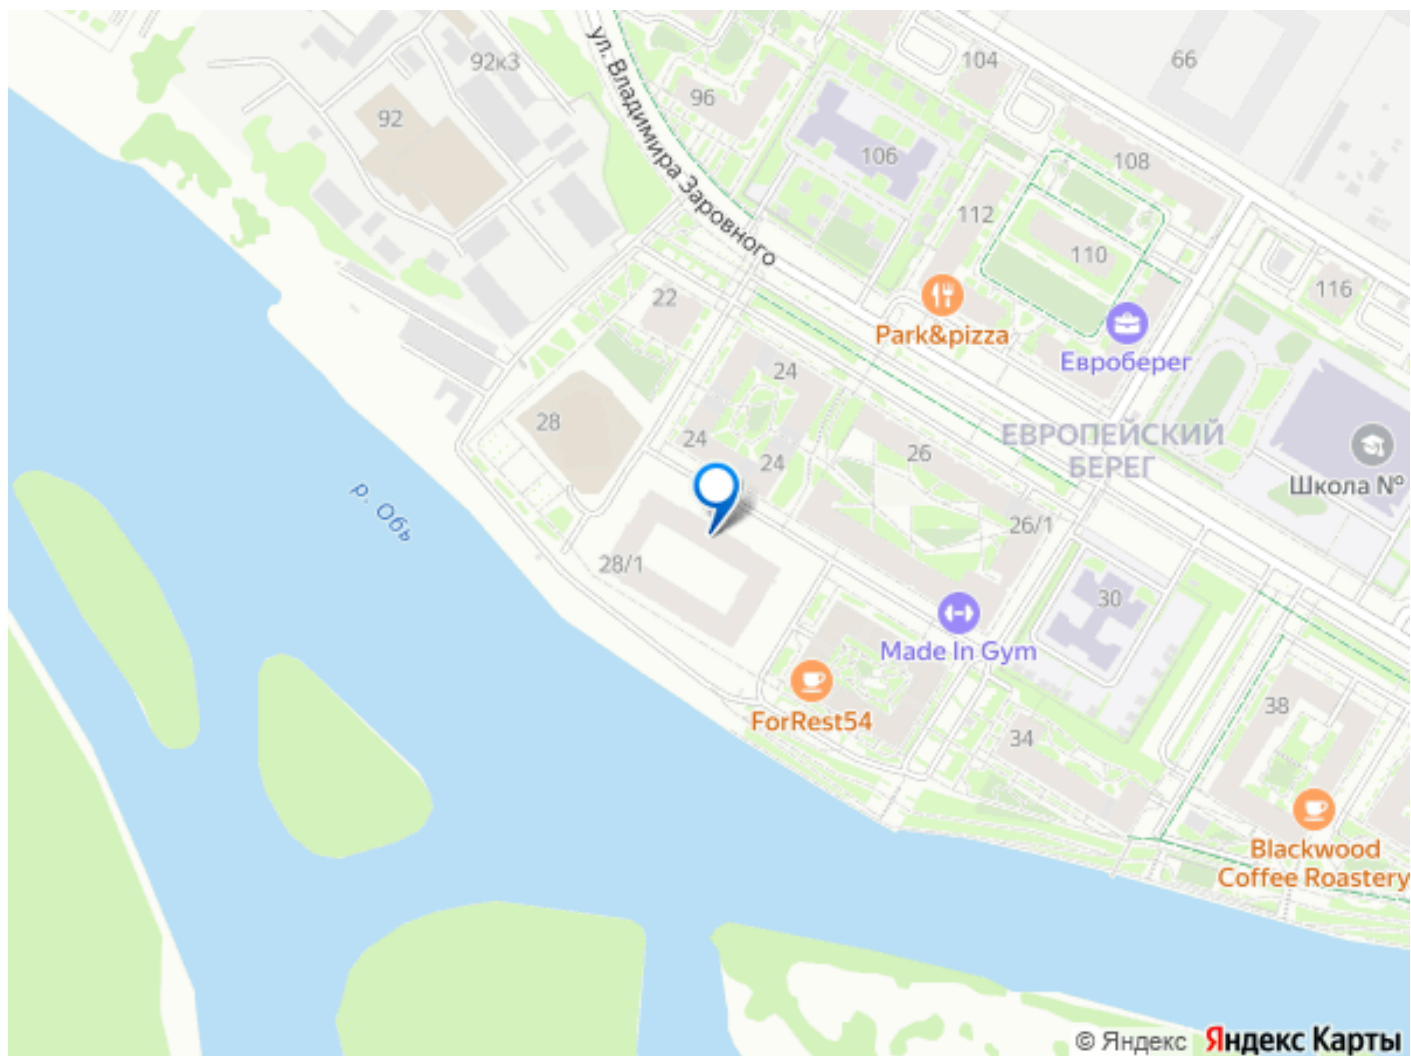 92к3
104
66
92
96
ул. Владимира Заровного
106
108
112
110
22
116
Park&pizza
Евроберег
24
28
24
24
26
ЕВРОПЕЙСКИЙ
БЕРЕГ
Школа №
р. Обь
26/1
28/1
30
Made In Gym
ForRest54
34
38
Blackwood
Coffee Roastery
© Яндекс Яндекс Карты